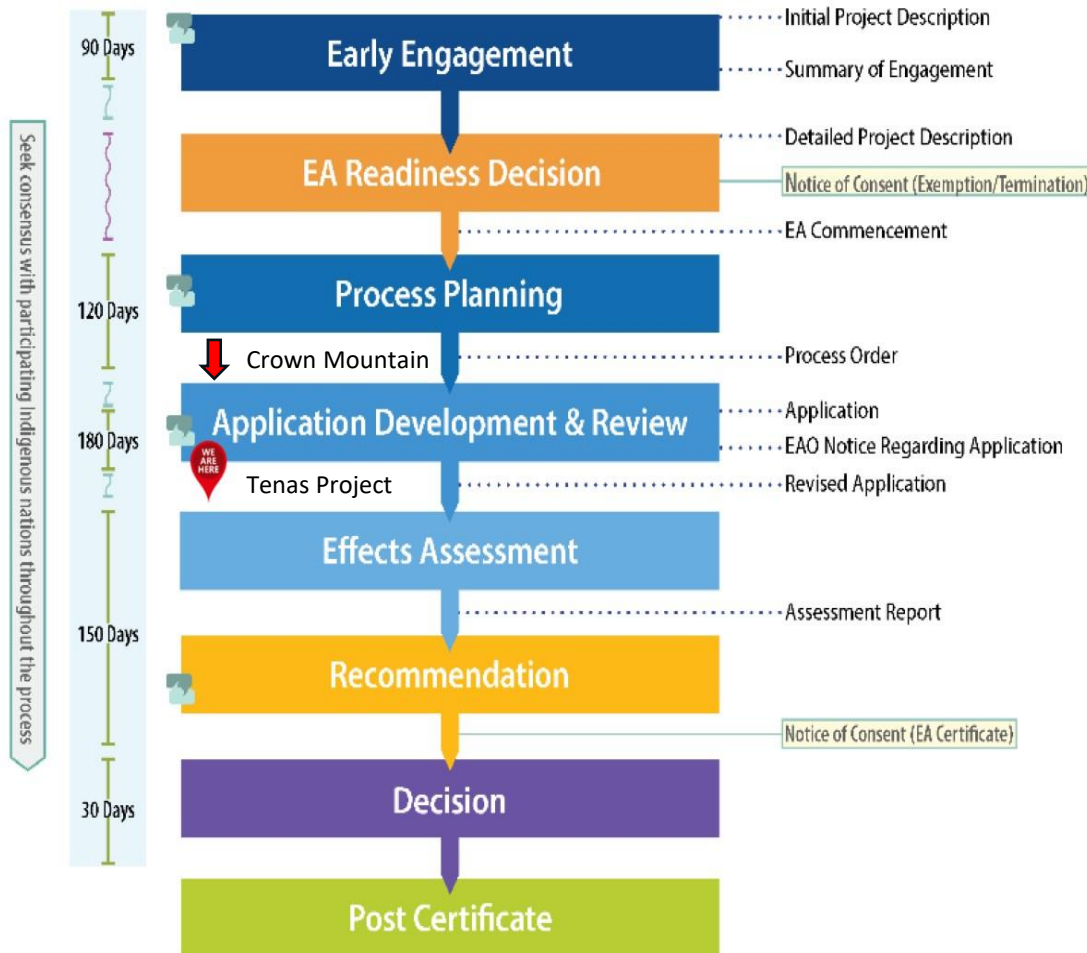 90 Days
Early Engagement
Initial Project Description
Summary of Engagement
Seek consensus with participating Indigenous nations throughout the process
EA Readiness Decision
Detailed Project Description
Notice of Consent (Exemption/Termination)
EA Commencement
120 Days
Process Planning
Crown Mountain
Process Order
180 Days
Application Development & Review
Application
EAO Notice Regarding Application
WE
ARE
HERE
Tenas Project
Revised Application
Effects Assessment
150 Days
Assessment Report
Recommendation
Notice of Consent (EA Certificate)
30 Days
Decision
Post Certificate